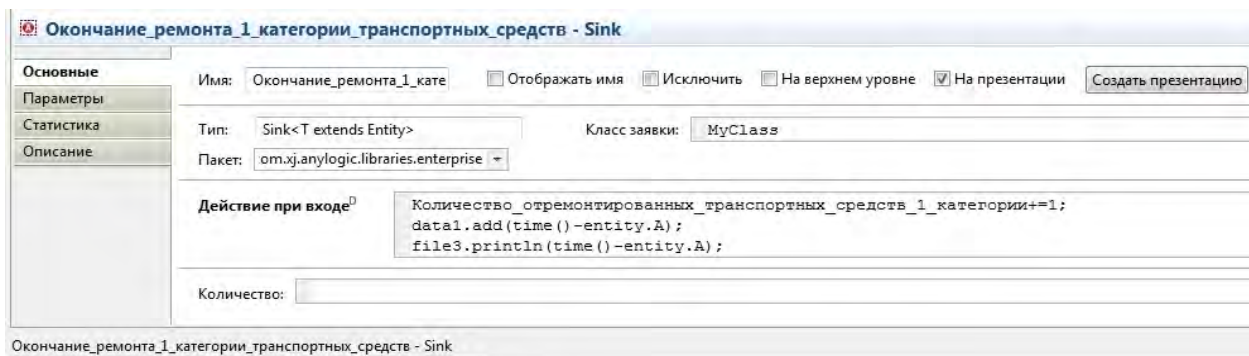 Окончание_ремонта_1_категории_транспортных_средств - Sink
Основные
Параметры
Статистика
Описание
Имя: Окончание_ремонта_1_кате Отображать имя Исключить На верхнем уровне На презентации Создать презентацию
Тип: Sink<T extends Entity> Класс заявки: MyClass
Пакет: om.xj.anylogic.libraries.enterprise
Действие при входе
Количество_отремонтированных_транспортных_средств_1_категории+=1;
data1.add(time()-entity.A);
file3.println(time()-entity.A);
Количество:
Окончание_ремонта_1_категории_транспортных_средств - Sink